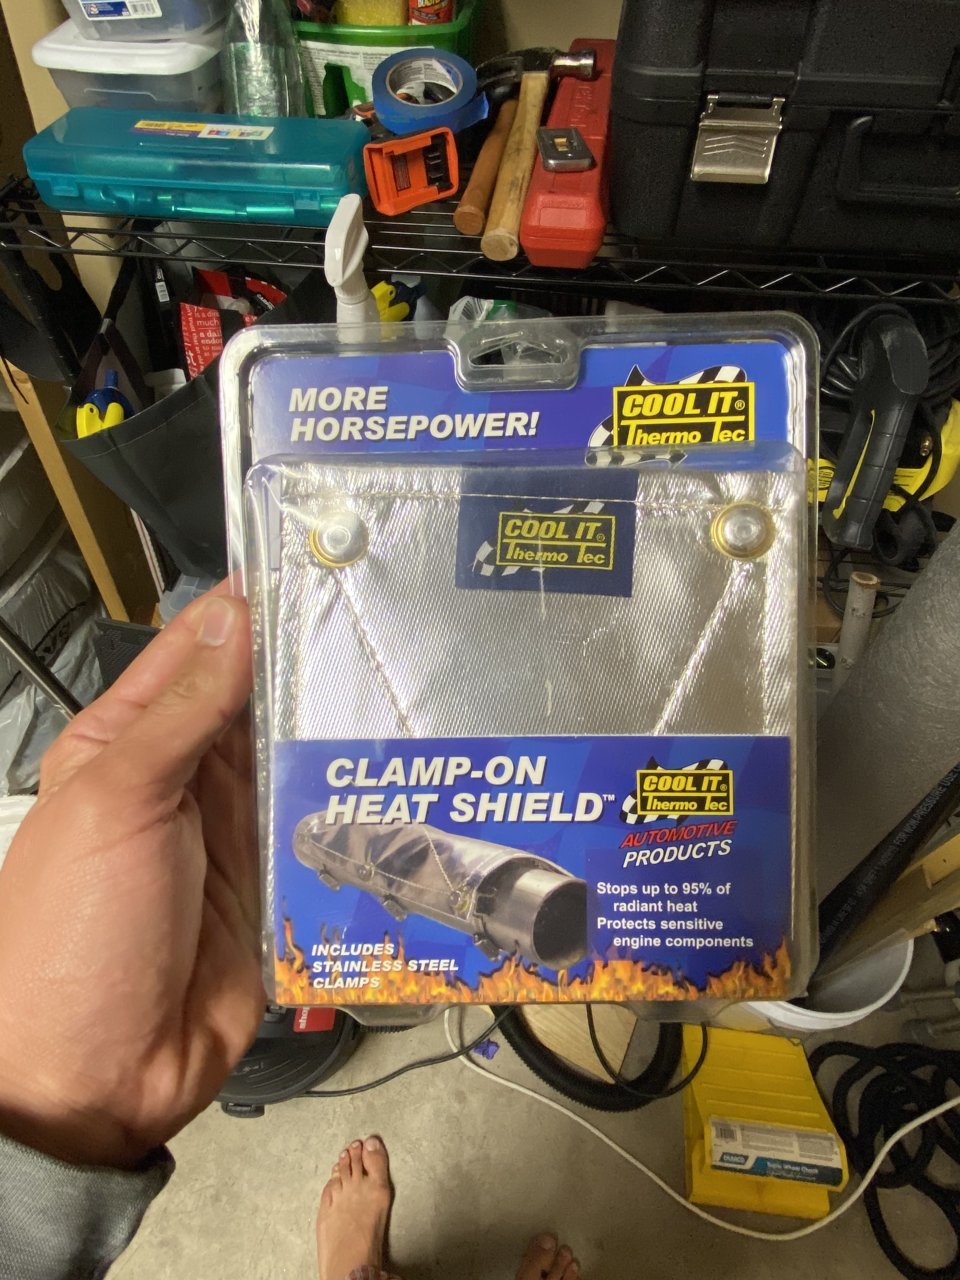 MORE
HORSEPOWER!
COOL IT®
Thermo Tec
COOL IT®
Thermo Tec
CLAMP-ON
HEAT SHIELD™
COOL IT®
Thermo Tec
AUTOMOTIVE
PRODUCTS
Stops up to 95% of
radiant heat
Protects sensitive
engine components
INCLUDES
STAINLESS STEEL
CLAMPS
CAMCO